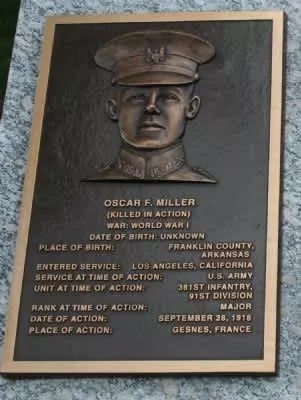 OSCAR F. MILLER
(KILLED IN ACTION)
WAR: WORLD WAR I
DATE OF BIRTH: UNKNOWN
PLACE OF BIRTH: FRANKLIN COUNTY,
ARKANSAS
ENTERED SERVICE: LOS ANGELES, CALIFORNIA
SERVICE AT TIME OF ACTION: U.S. ARMY
UNIT AT TIME OF ACTION: 361ST INFANTRY,
91ST DIVISION
RANK AT TIME OF ACTION: MAJOR
DATE OF ACTION: SEPTEMBER 28, 1918
PLACE OF ACTION: GESNES, FRANCE